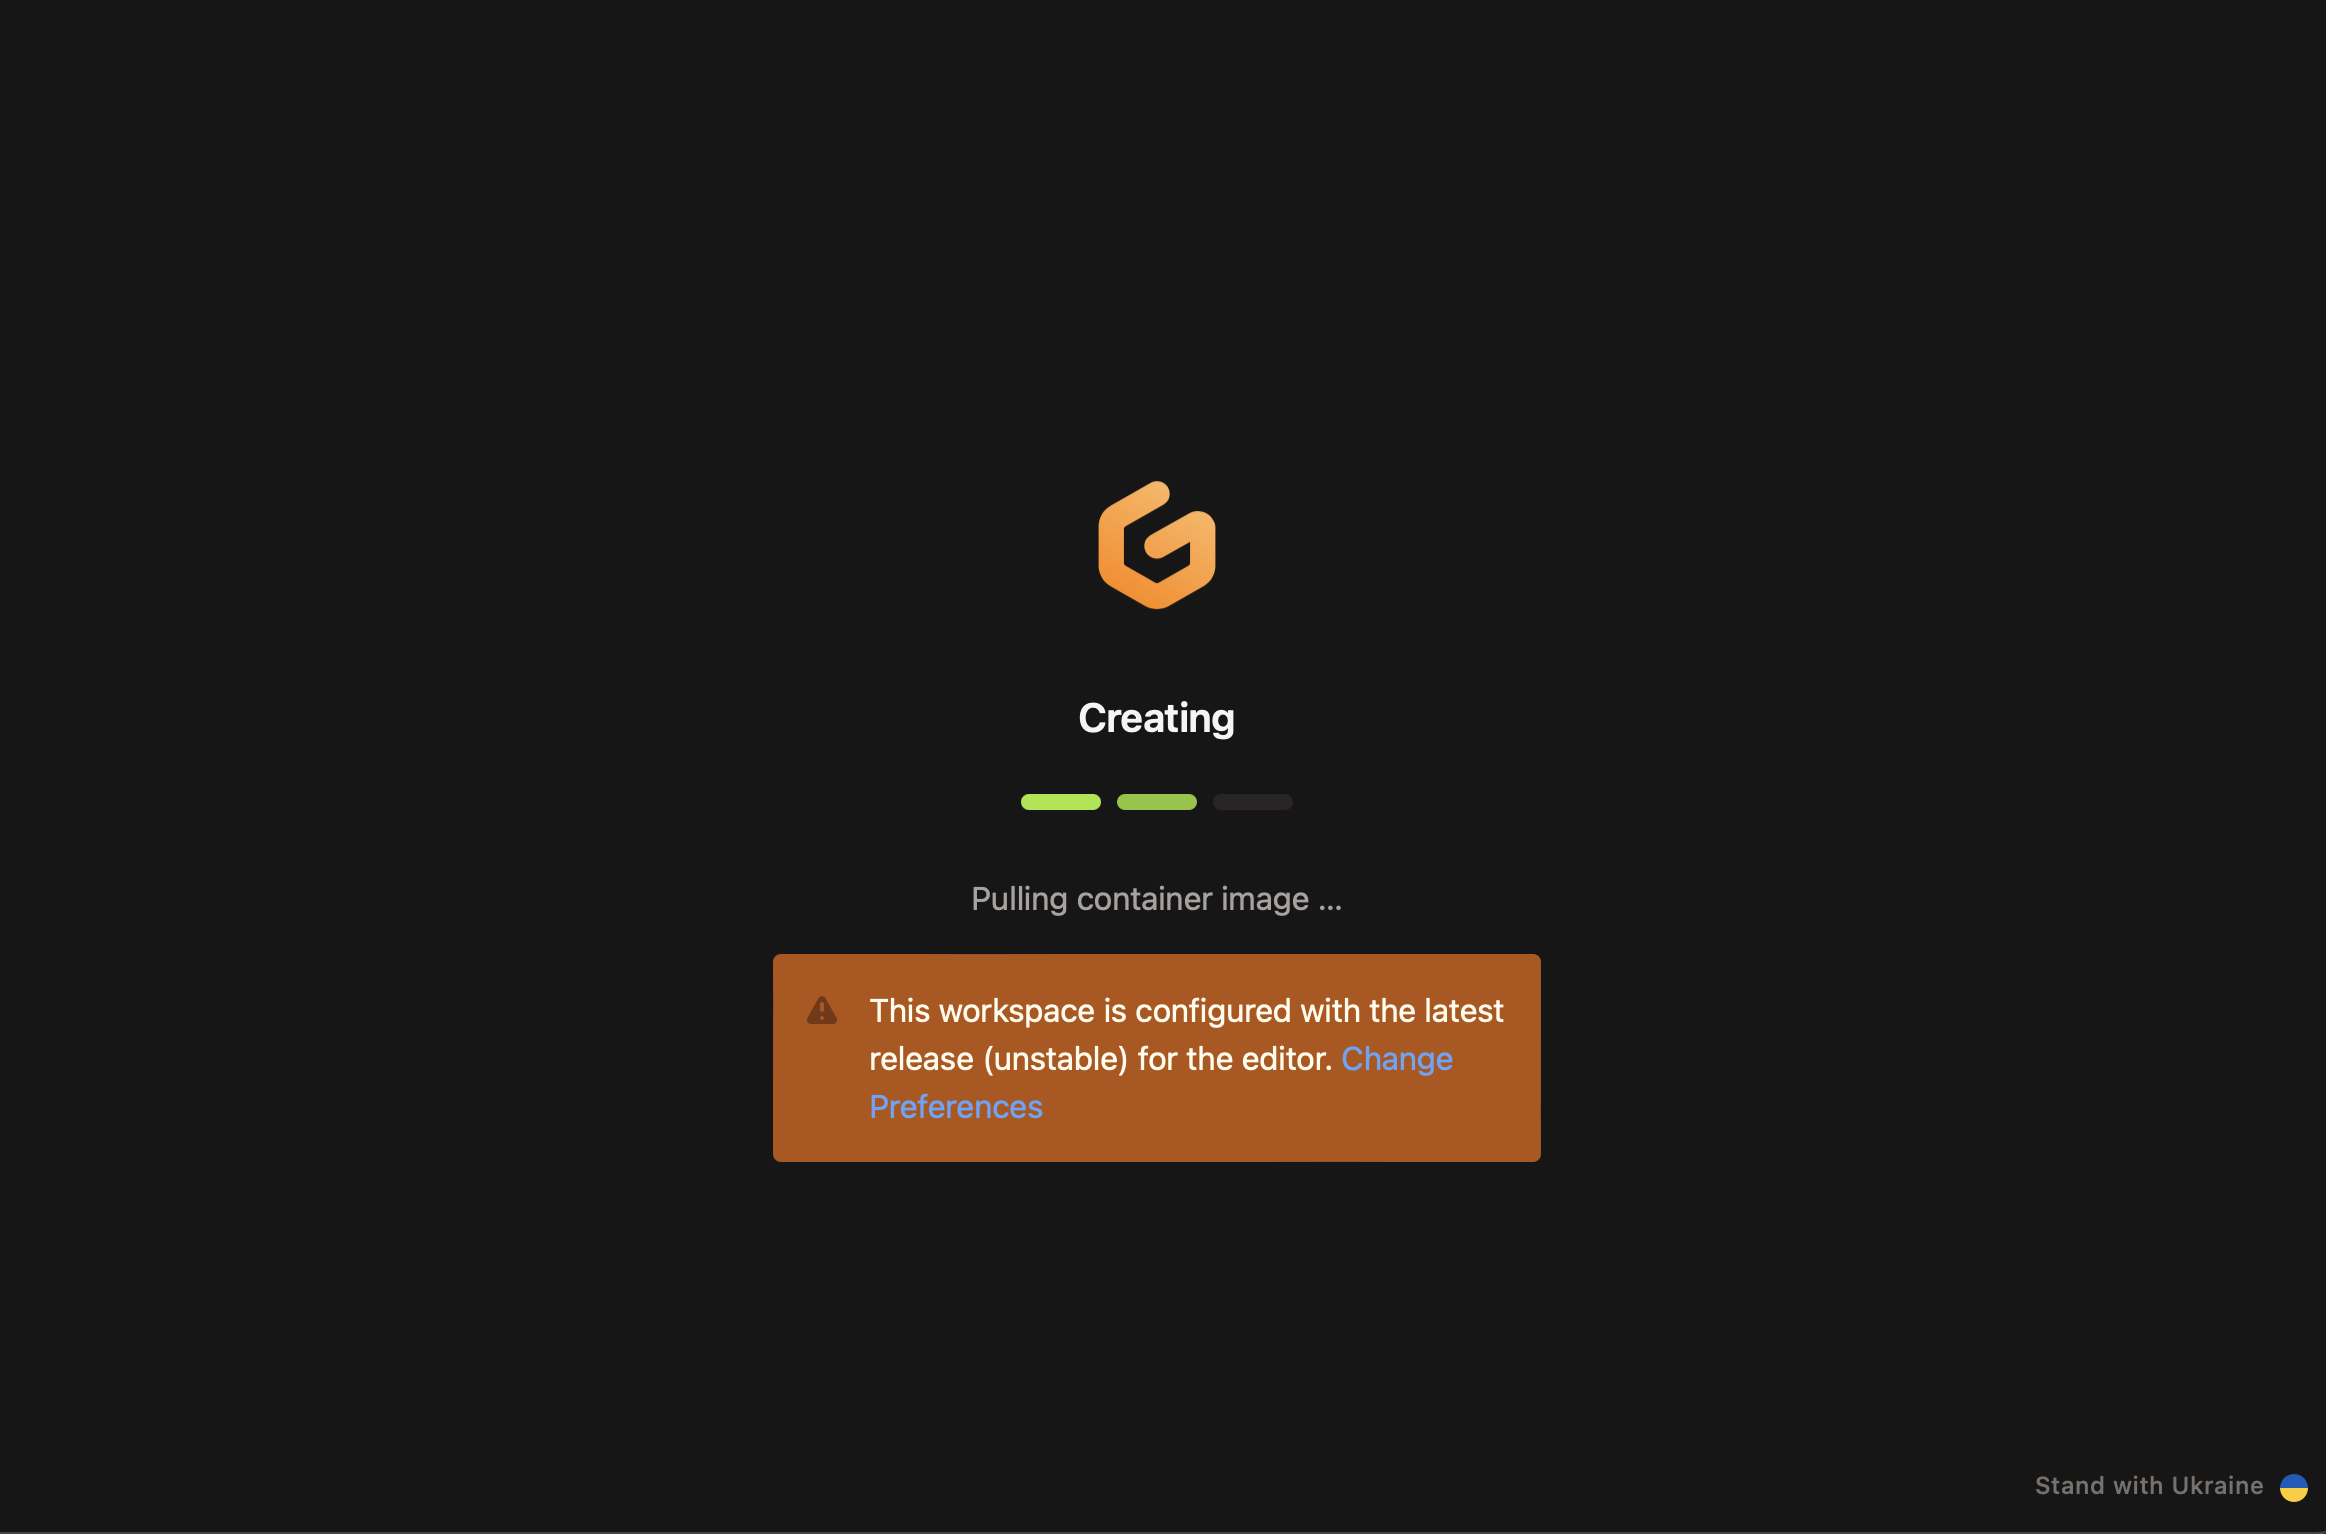 Creating
Pulling container image ...
This workspace is configured with the latest
release (unstable) for the editor. Change
Preferences
Stand with Ukraine